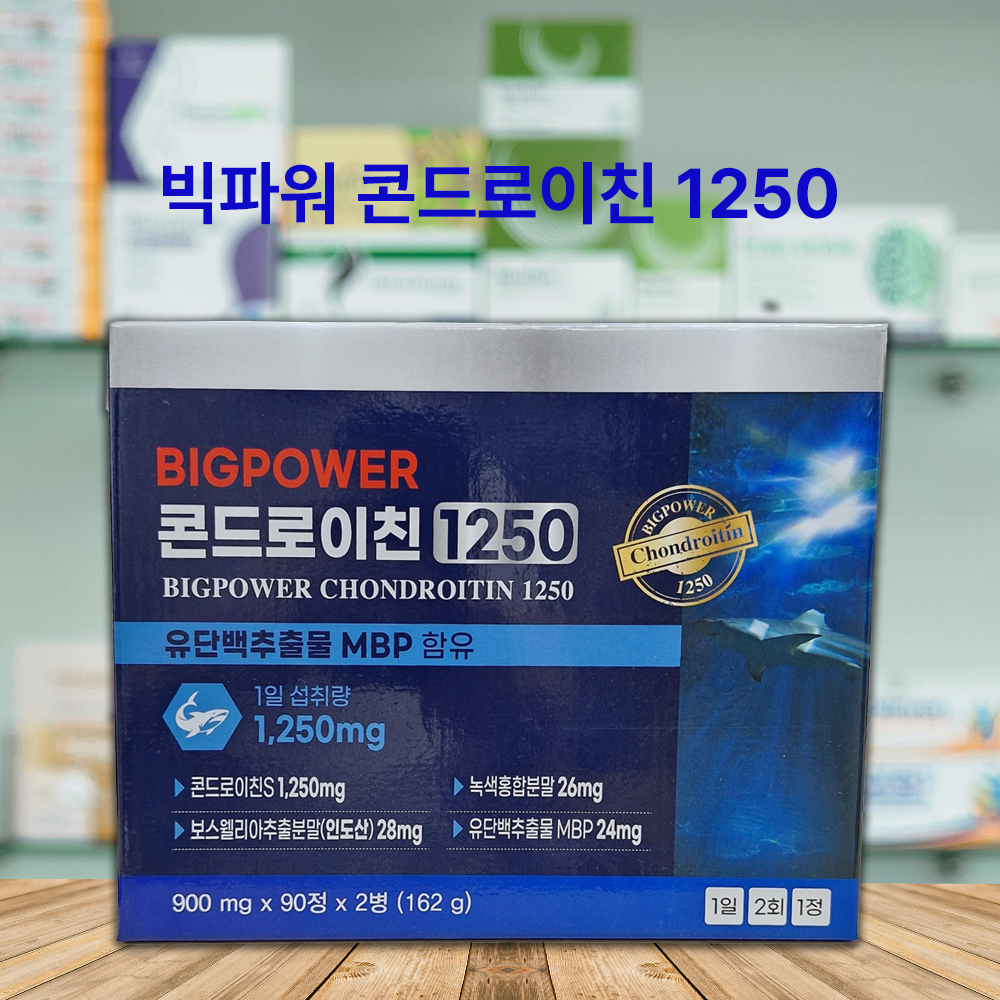 빅파워 콘드로이친 1250
BIGPOWER
콘드로이친 1250
BIGPOWER CHONDROITIN 1250
BIGPOWER
Chondroitin
1250
유단백추출물 MBP 함유
1일 섭취량
1,250mg
▶ 콘드로이친S 1,250mg
▶ 녹색홍합분말 26mg
▶ 보스웰리아추출분말(인도산) 28mg
▶ 유단백추출물 MBP 24mg
900 mg x 90정 x 2병 (162 g)
1일 2회 1정